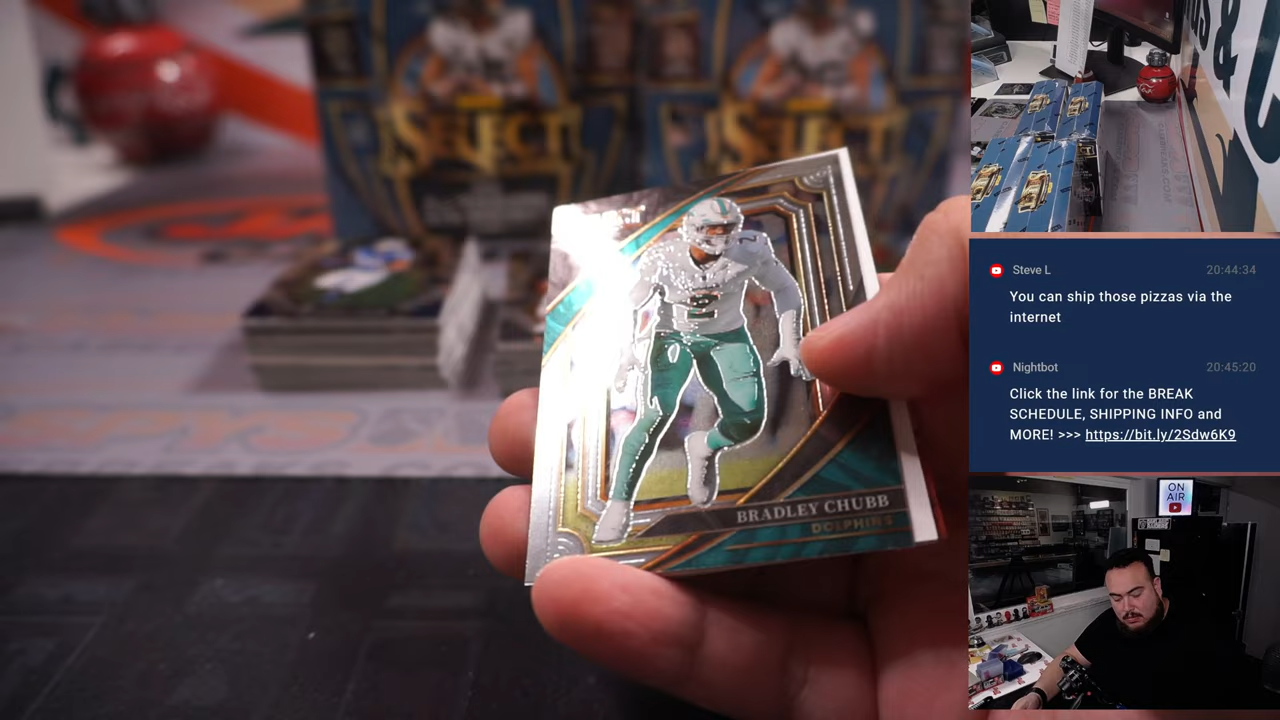 SELECT
SELECT
2
BRADLEY CHUBB
DOLPHINS
&
Steve L 20:44:34
You can ship those pizzas via the
internet
Nightbot 20:45:20
Click the link for the BREAK
SCHEDULE, SHIPPING INFO and
MORE! >>> https://bit.ly/2Sdw6K9
ON
AIR